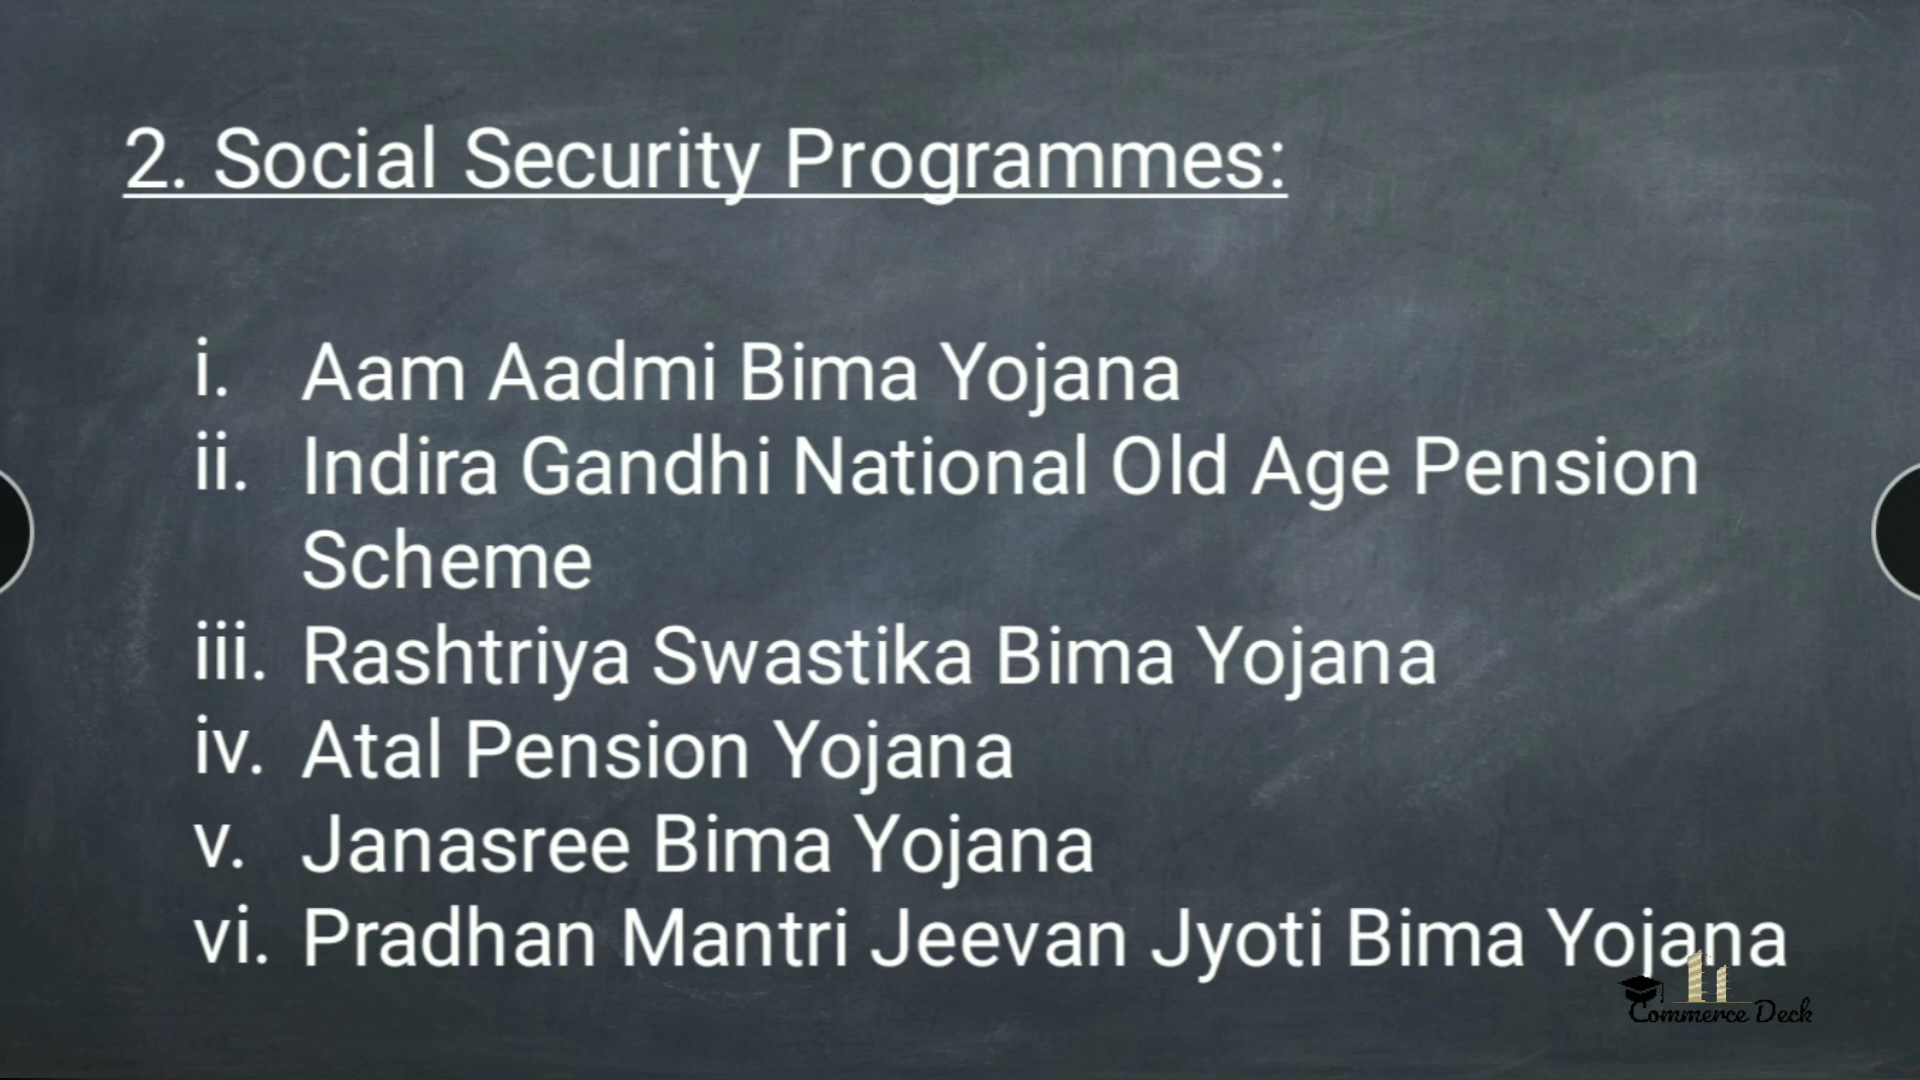 2. Social Security Programmes:
i. Aam Aadmi Bima Yojana
ii. Indira Gandhi National Old Age Pension
Scheme
iii. Rashtriya Swastika Bima Yojana
iv. Atal Pension Yojana
v. Janasree Bima Yojana
vi. Pradhan Mantri Jeevan Jyoti Bima Yojana
Commerce Deck